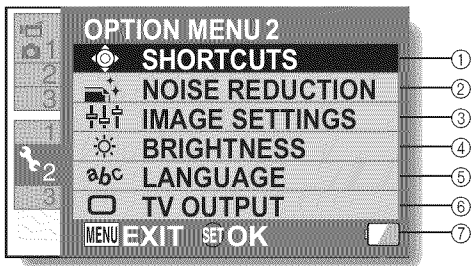 OPTION MENU 2
SHORTCUTS ①
NOISE REDUCTION ②
IMAGE SETTINGS ③
BRIGHTNESS ④
abc LANGUAGE ⑤
TV OUTPUT ⑥
MENU EXIT SET OK ⑦
1
2
3
1
2
3